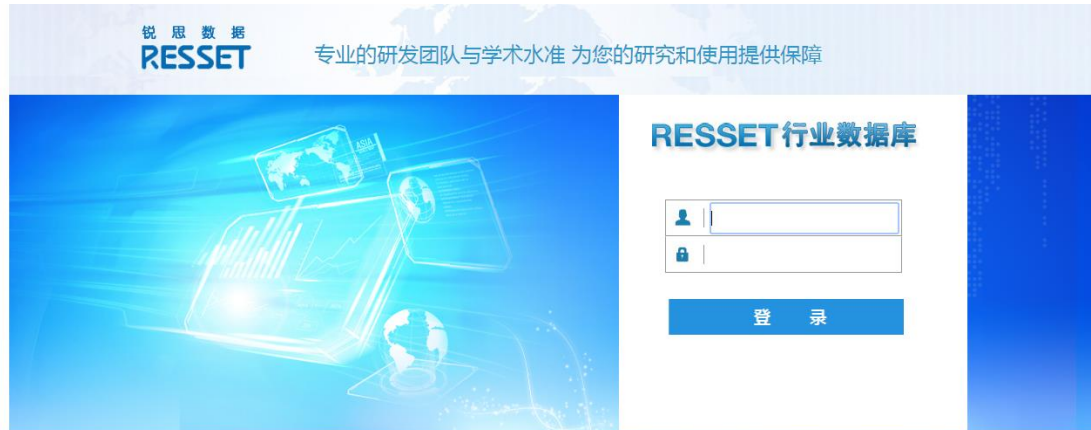 锐思数据
RESSET
专业的研发团队与学术水准 为您的研究和使用提供保障
ASIA
RESSET行业数据库
登 录